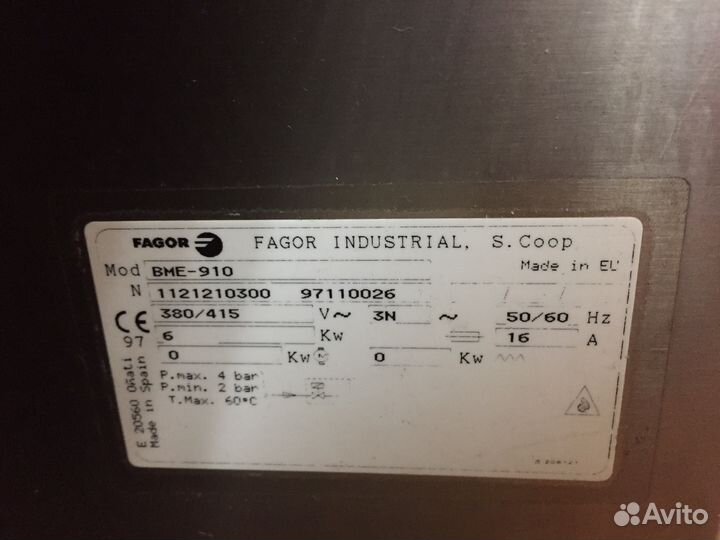 FAGOR FAGOR INDUSTRIAL, S.Coop
Mod BME-910 Made in EU
N 1121210300 97110026
380/415 V~ 3N ~ 50/60 Hz
CE 97 6 Kw 16 A
0 Kw 0 Kw
P.max. 4 bar
P.min. 2 bar
T.Max. 60°C
E 20560 Oñati
Made in Spain
Avito